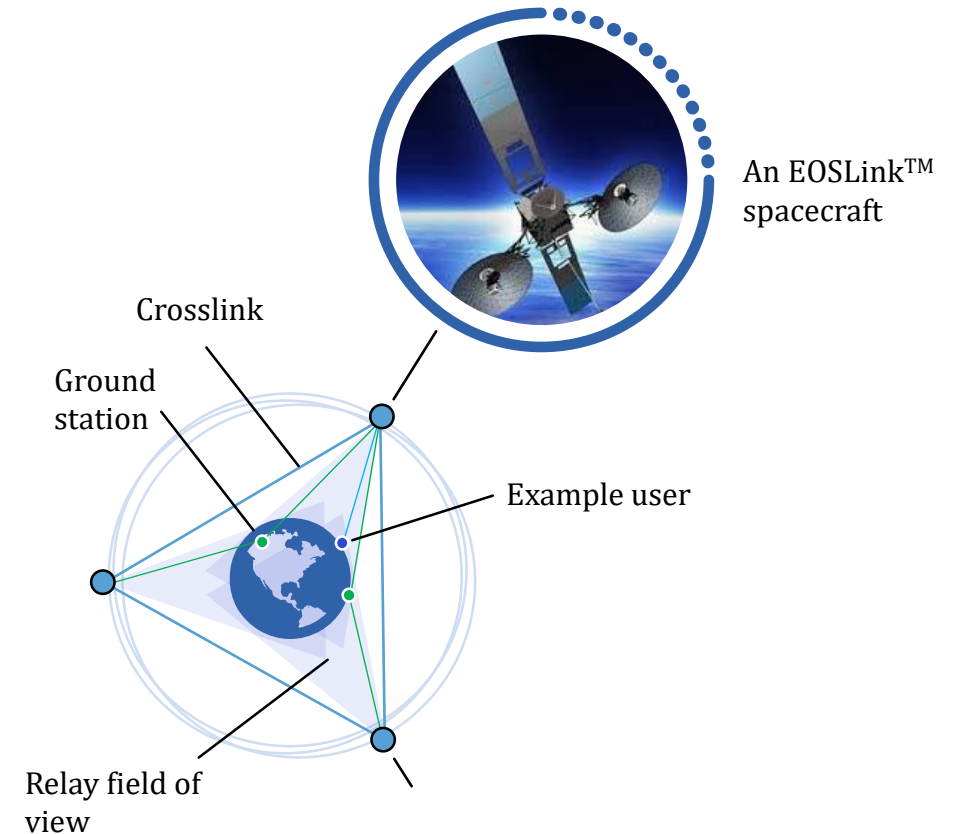 An EOSLink™
spacecraft
Crosslink
Ground
station
Example user
Relay field of
view